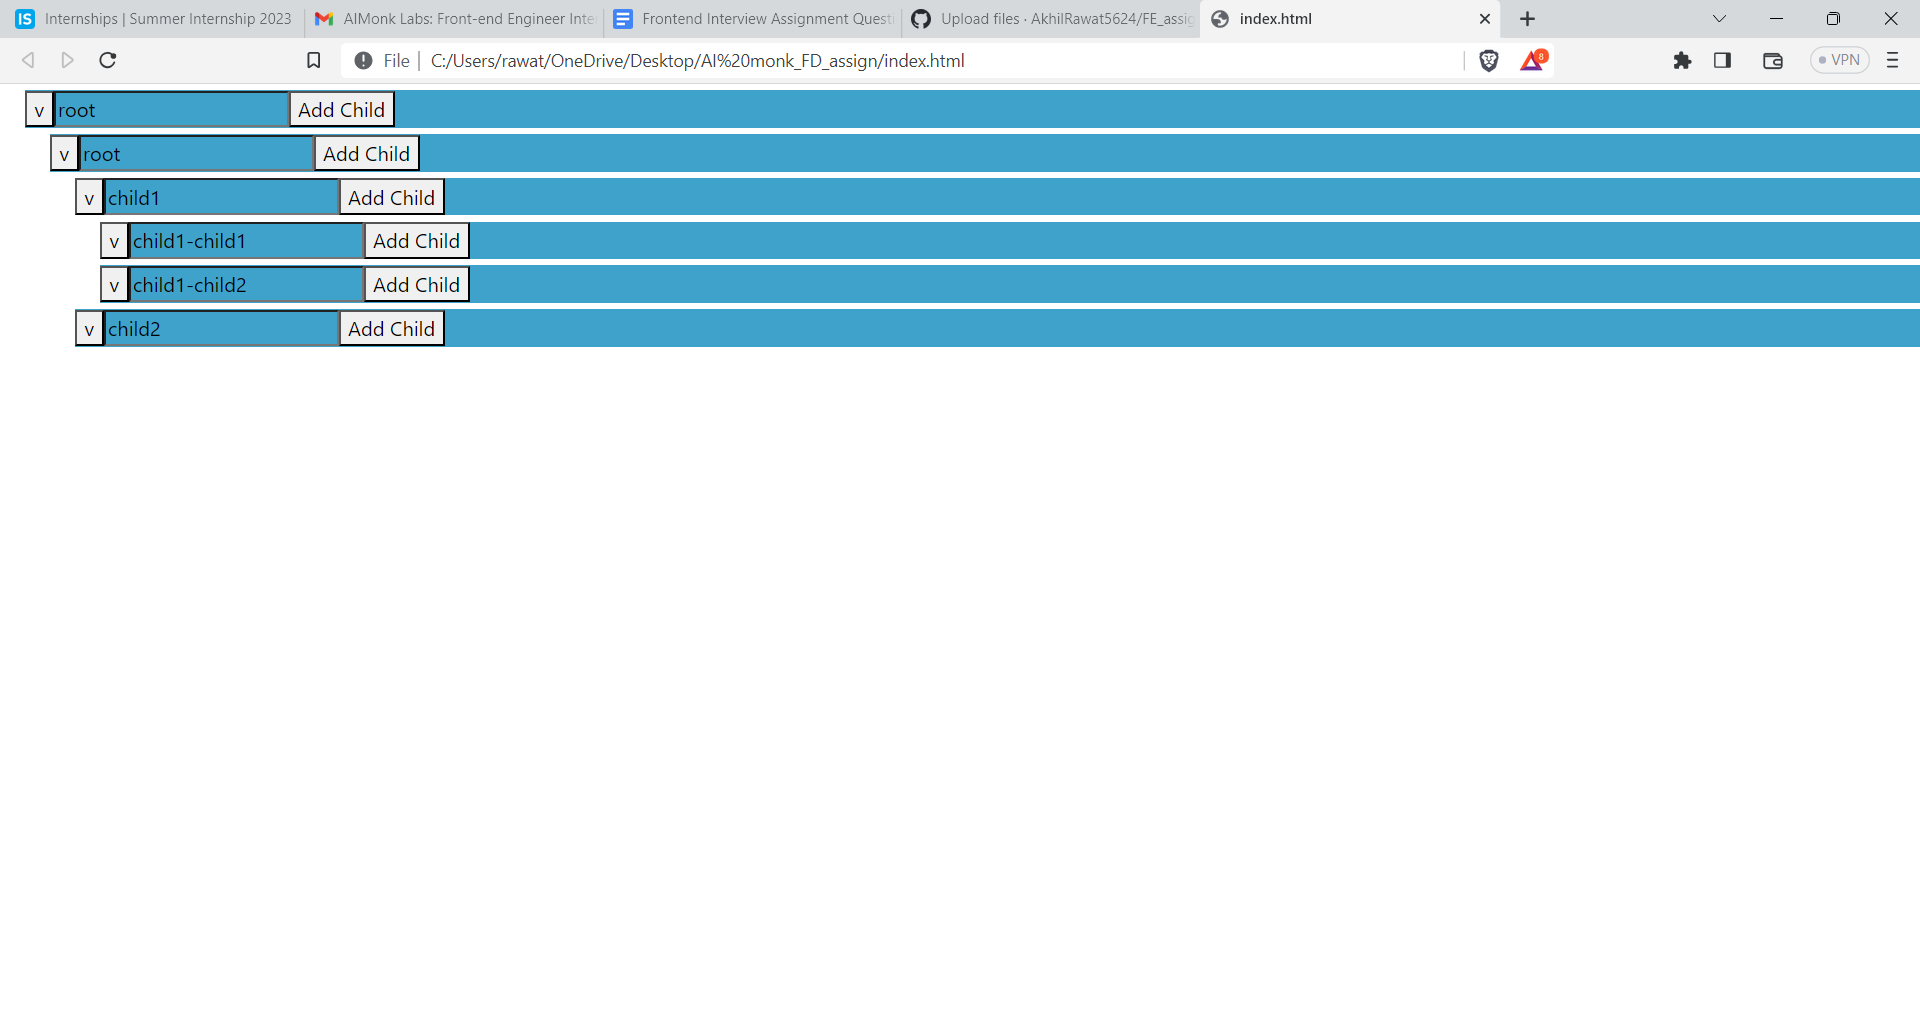 IS Internships | Summer Internship 2023
AIMonk Labs: Front-end Engineer Inte
Frontend Interview Assignment Quest
Upload files · AkhilRawat5624/FE_assig
index.html
File | C:/Users/rawat/OneDrive/Desktop/AI%20monk_FD_assign/index.html
8
VPN
v root Add Child
v root Add Child
v child1 Add Child
v child1-child1 Add Child
v child1-child2 Add Child
v child2 Add Child